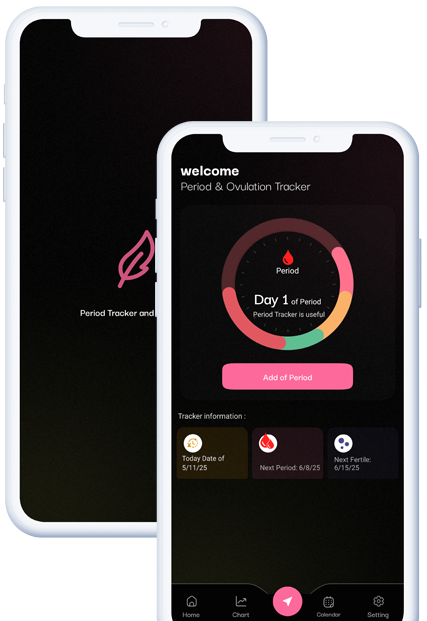 Period Tracker and
welcome
Period & Ovulation Tracker
Period
Day 1 of Period
Period Tracker is useful
Add of Period
Tracker information :
Today Date of
5/11/25
Next Period: 6/8/25
Next Fertile:
6/15/25
Home
Chart
Calendar
Setting